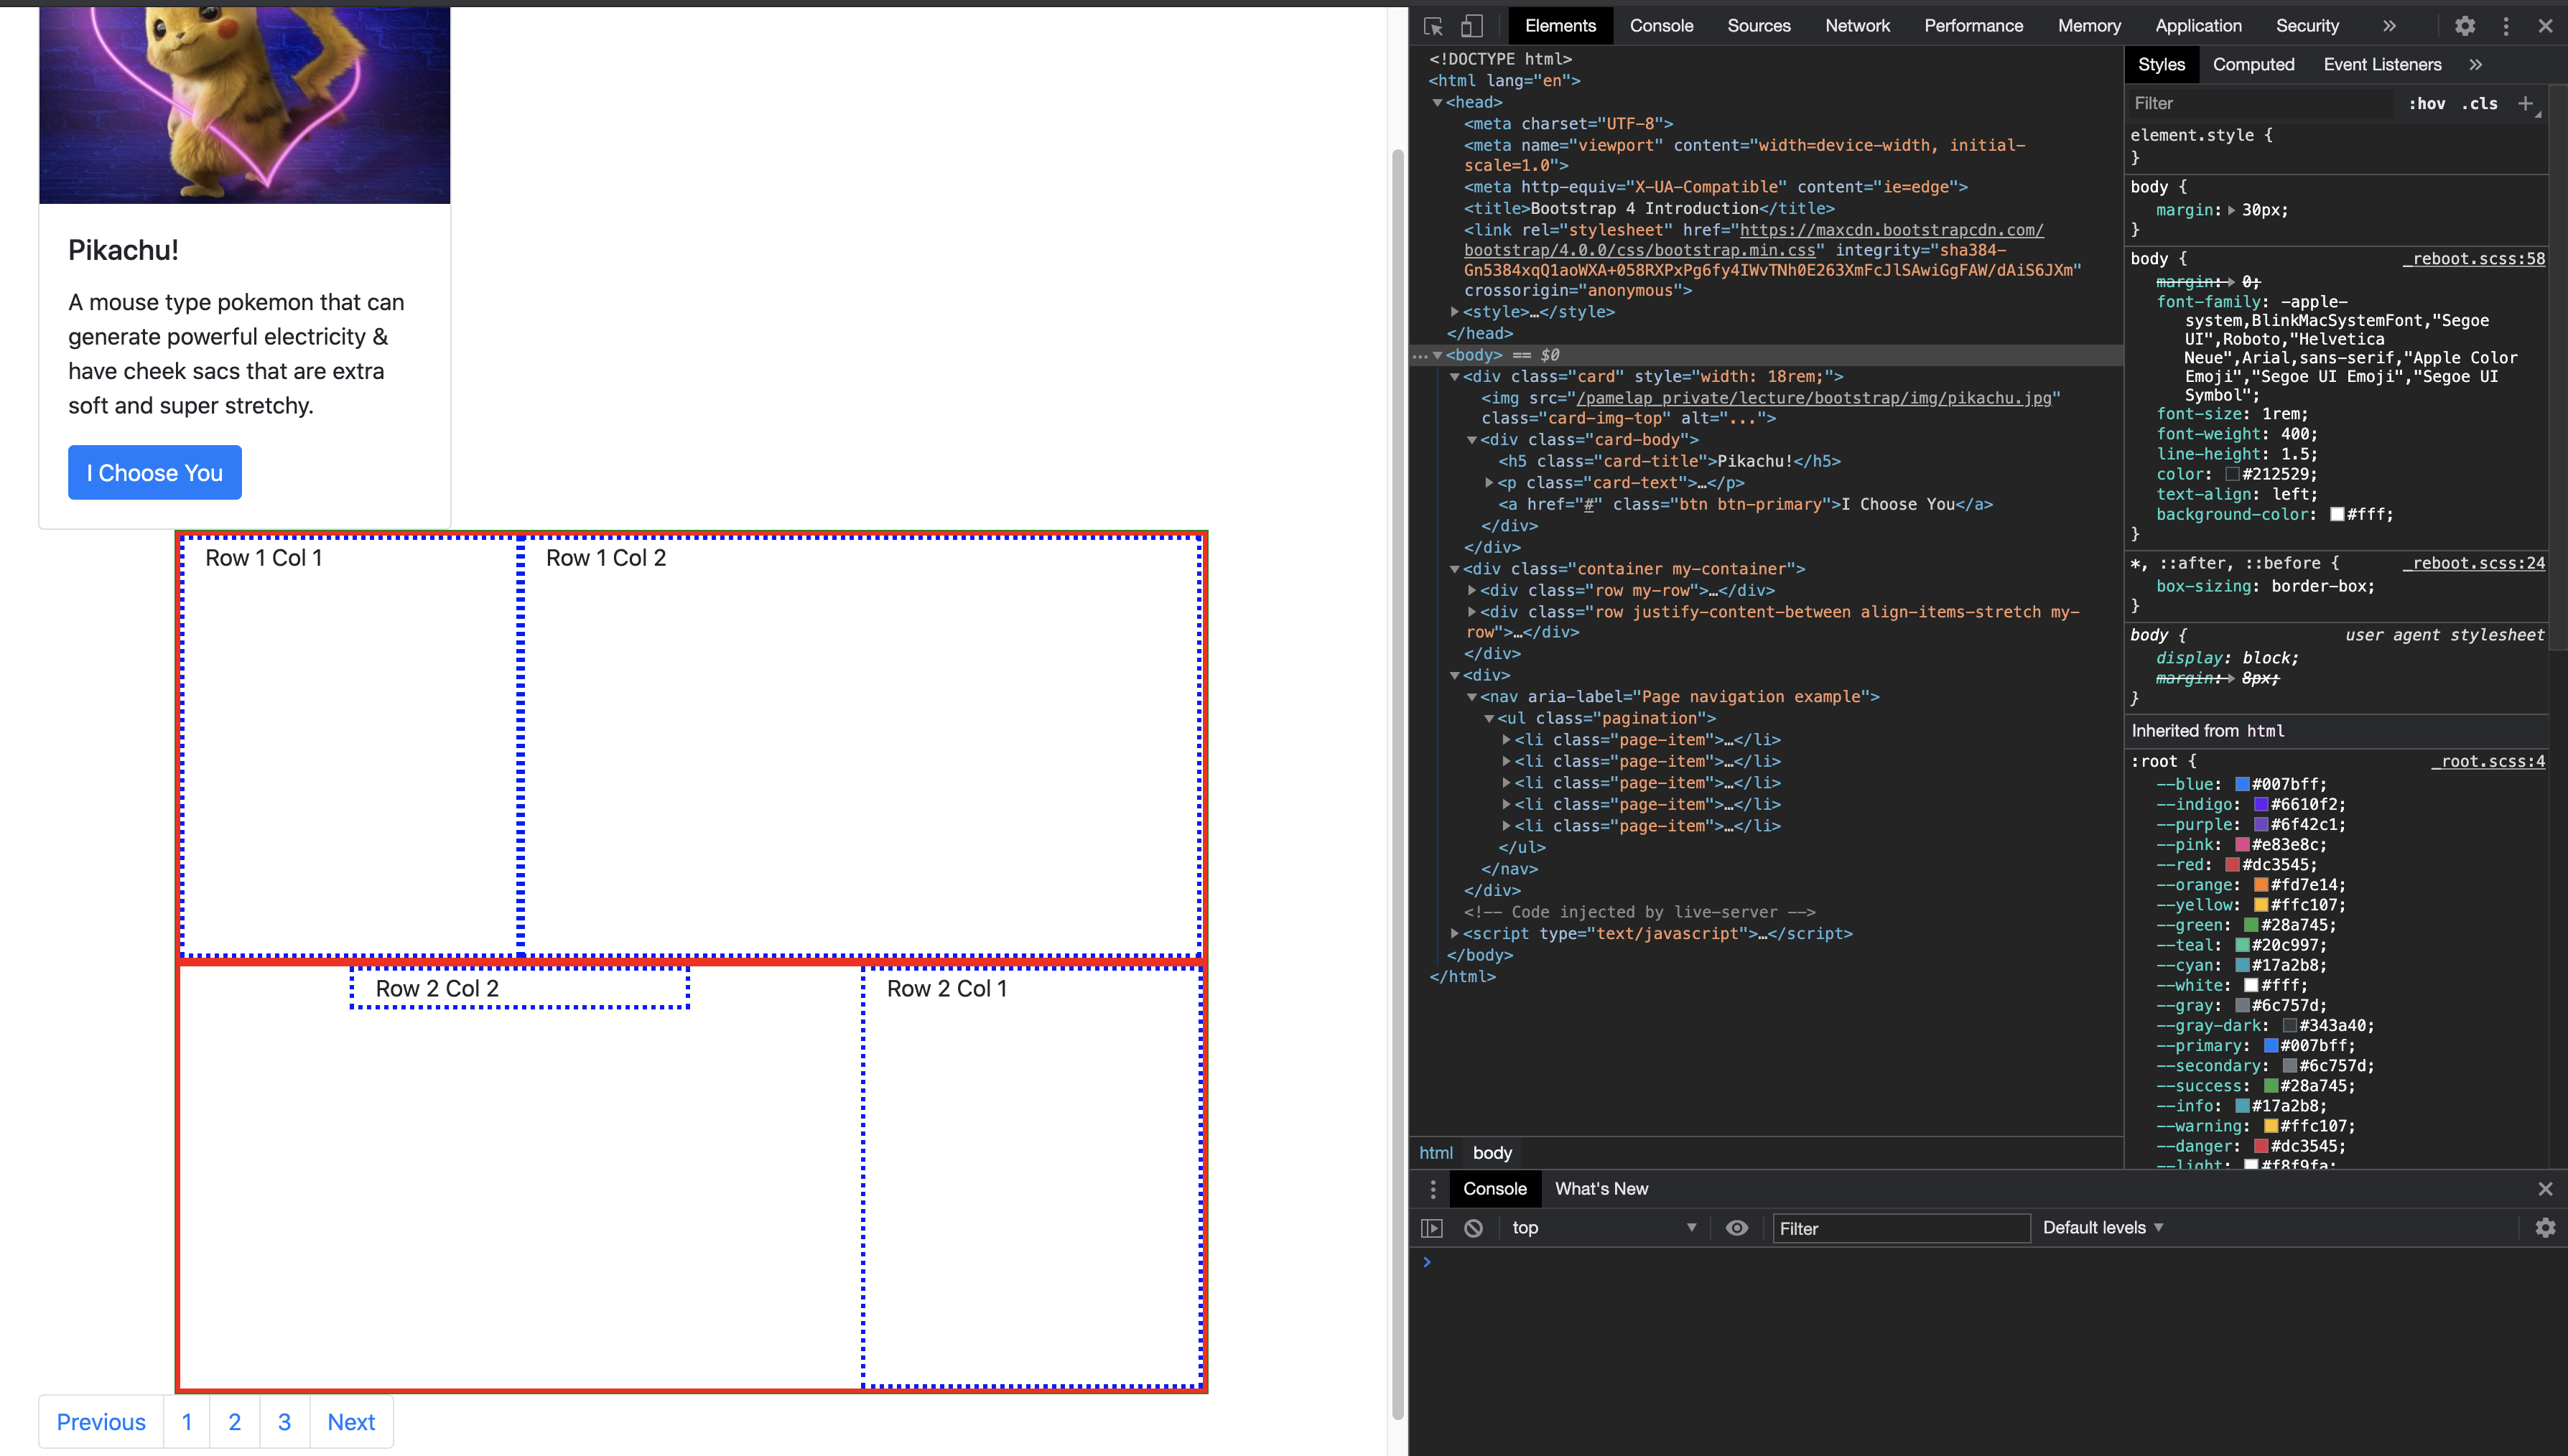 Pikachu!
A mouse type pokemon that can
generate powerful electricity &
have cheek sacs that are extra
soft and super stretchy.
I Choose You
Row 1 Col 1
Row 1 Col 2
Row 2 Col 2
Row 2 Col 1
Previous 1 2 3 Next
Elements Console Sources Network Performance Memory Application Security »
<!DOCTYPE html>
<html lang="en">
<head>
<meta charset="UTF-8">
<meta name="viewport" content="width=device-width, initial-
scale=1.0">
<meta http-equiv="X-UA-Compatible" content="ie=edge">
<title>Bootstrap 4 Introduction</title>
<link rel="stylesheet" href="https://maxcdn.bootstrapcdn.com/
bootstrap/4.0.0/css/bootstrap.min.css" integrity="sha384-
Gn5384xqQ1aoWXA+058RXPxPg6fy4IWvTNh0E263XmFcJlSAwiGgFAW/dAiS6JXm"
crossorigin="anonymous">
<style>…</style>
</head>
… <body> == $0
<div class="card" style="width: 18rem;">
<img src="/pamelap_private/lecture/bootstrap/img/pikachu.jpg"
class="card-img-top" alt="...">
<div class="card-body">
<h5 class="card-title">Pikachu!</h5>
<p class="card-text">…</p>
<a href="#" class="btn btn-primary">I Choose You</a>
</div>
</div>
<div class="container my-container">
<div class="row my-row">…</div>
<div class="row justify-content-between align-items-stretch my-
row">…</div>
</div>
<div>
<nav aria-label="Page navigation example">
<ul class="pagination">
<li class="page-item">…</li>
<li class="page-item">…</li>
<li class="page-item">…</li>
<li class="page-item">…</li>
<li class="page-item">…</li>
</ul>
</nav>
</div>
<!-- Code injected by live-server -->
<script type="text/javascript">…</script>
</body>
</html>
html body
Styles Computed Event Listeners »
Filter :hov .cls +
element.style {
}
body {
margin: 30px;
}
body { _reboot.scss:58
margin: 0;
font-family: -apple-
system,BlinkMacSystemFont,"Segoe
UI",Roboto,"Helvetica
Neue",Arial,sans-serif,"Apple Color
Emoji","Segoe UI Emoji","Segoe UI
Symbol";
font-size: 1rem;
font-weight: 400;
line-height: 1.5;
color: #212529;
text-align: left;
background-color: #fff;
}
*, ::after, ::before { _reboot.scss:24
box-sizing: border-box;
}
body { user agent stylesheet
display: block;
margin: 8px;
}
Inherited from html
:root { _root.scss:4
--blue: #007bff;
--indigo: #6610f2;
--purple: #6f42c1;
--pink: #e83e8c;
--red: #dc3545;
--orange: #fd7e14;
--yellow: #ffc107;
--green: #28a745;
--teal: #20c997;
--cyan: #17a2b8;
--white: #fff;
--gray: #6c757d;
--gray-dark: #343a40;
--primary: #007bff;
--secondary: #6c757d;
--success: #28a745;
--info: #17a2b8;
--warning: #ffc107;
--danger: #dc3545;
--light: #f8f9fa;
Console What's New
top Filter Default levels